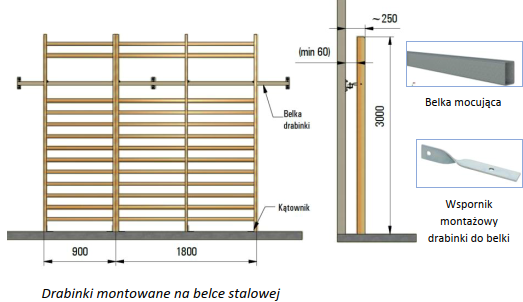 ~ 250
(min 60)
3000
Belka
drabinki
Kątownik
900
1800
Belka mocująca
Wspornik
montażowy
drabinki do belki
Drabinki montowane na belce stalowej